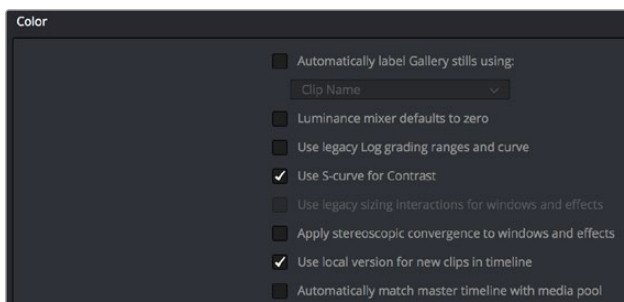 Color
Automatically label Gallery stills using:
Clip Name
Luminance mixer defaults to zero
Use legacy Log grading ranges and curve
Use S-curve for Contrast
Use legacy sizing interactions for windows and effects
Apply stereoscopic convergence to windows and effects
Use local version for new clips in timeline
Automatically match master timeline with media pool